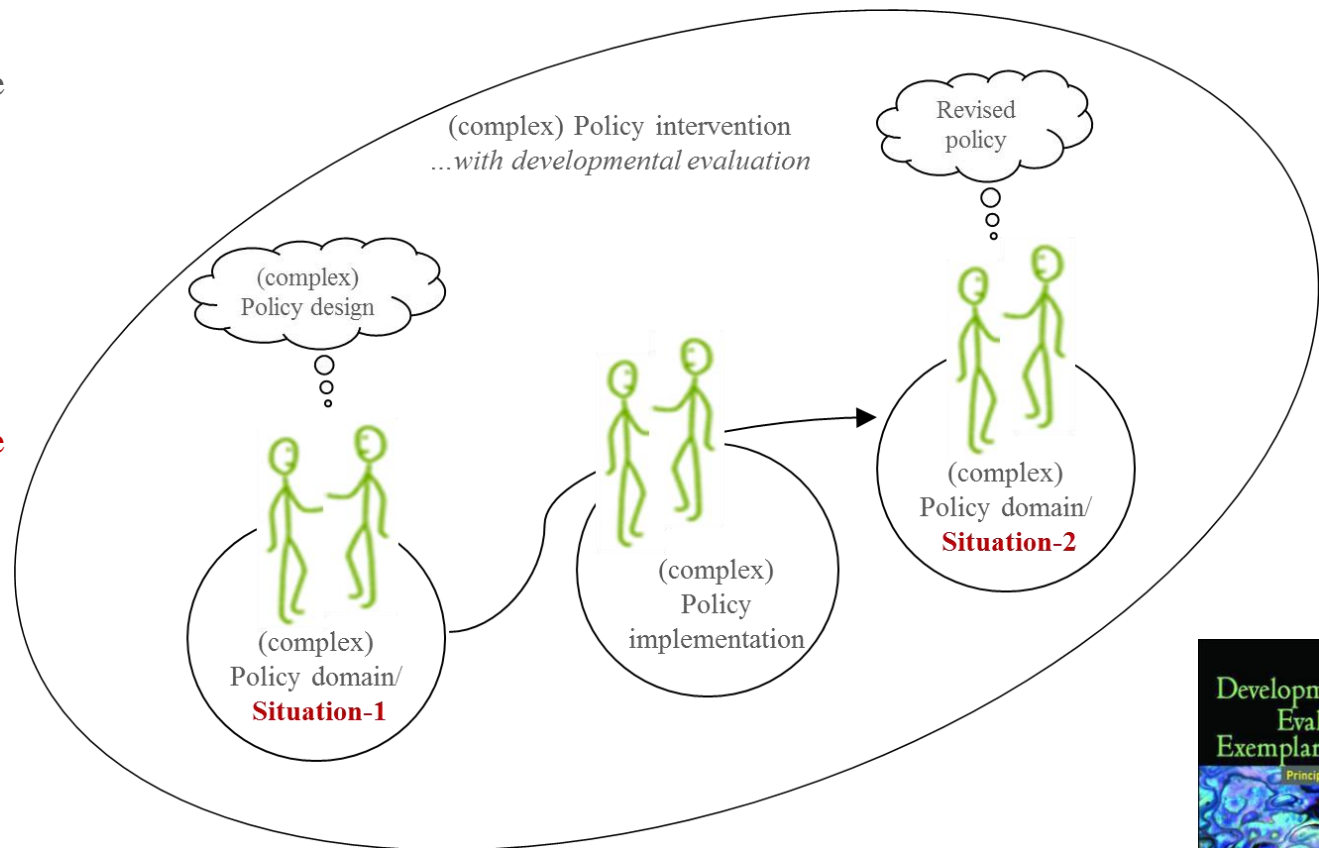 (complex) Policy intervention
...with developmental evaluation
Revised
policy
(complex)
Policy design
(complex)
Policy domain/
Situation-1
(complex)
Policy
implementation
(complex)
Policy domain/
Situation-2
Exemplar